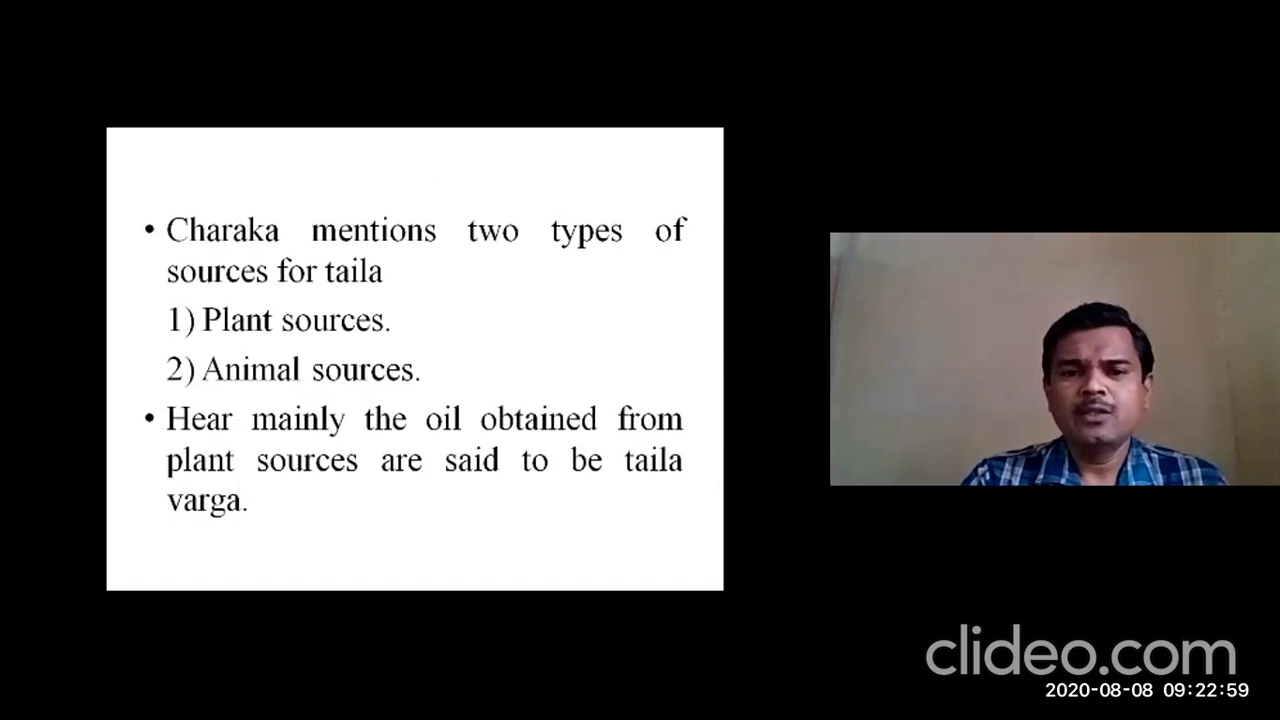 • Charaka mentions two types of
sources for taila
1) Plant sources.
2) Animal sources.
• Hear mainly the oil obtained from
plant sources are said to be taila
varga.
clideo.com
2020-08-08 09:22:59